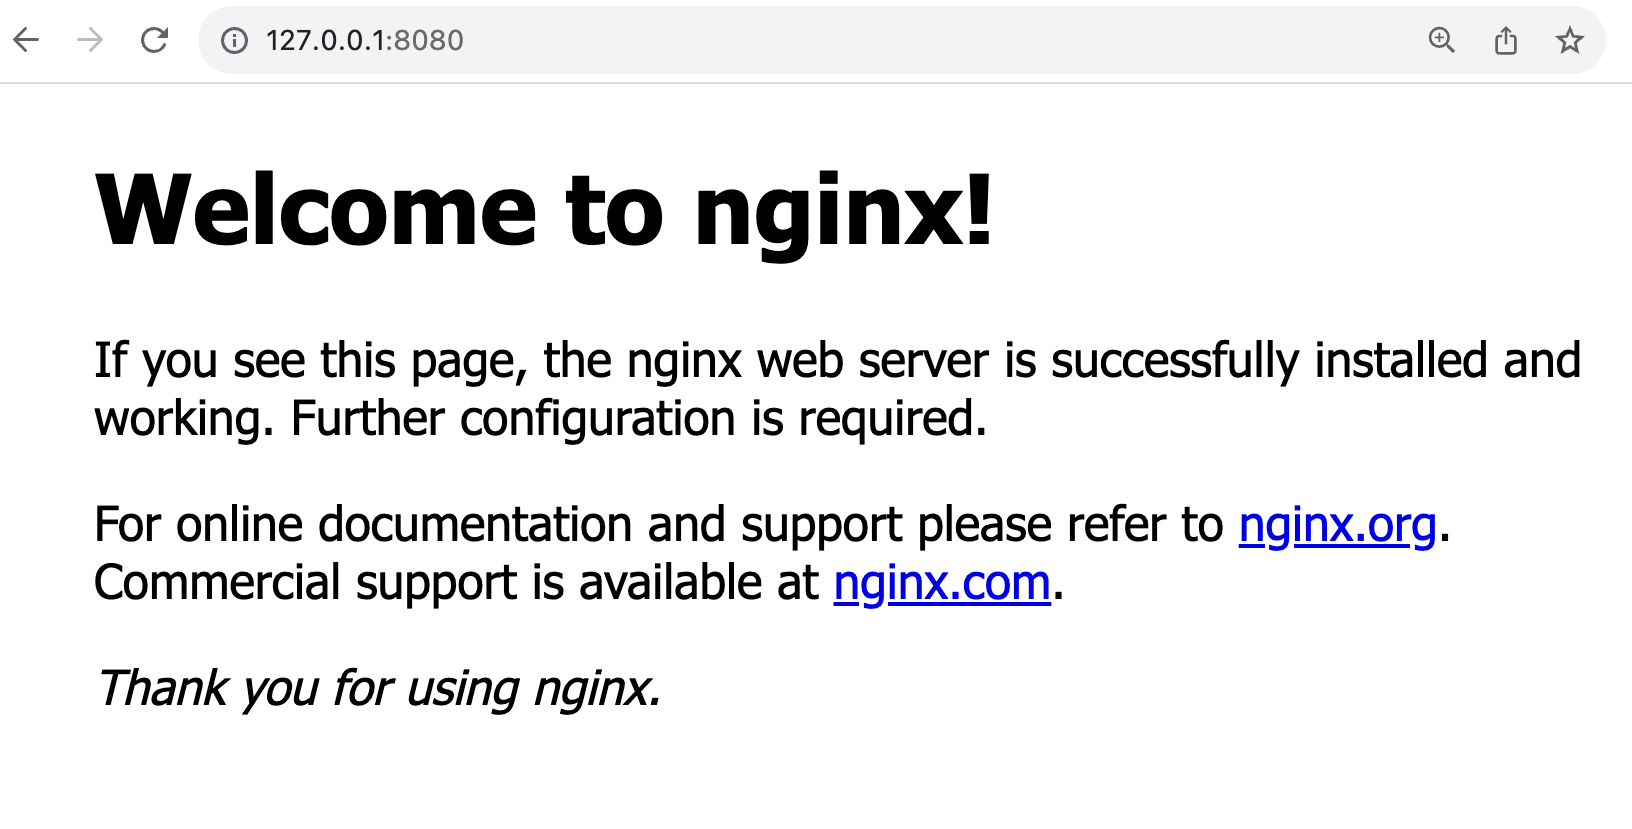 127.0.0.1:8080
Welcome to nginx!
If you see this page, the nginx web server is successfully installed and
working. Further configuration is required.
For online documentation and support please refer to nginx.org.
Commercial support is available at nginx.com.
Thank you for using nginx.